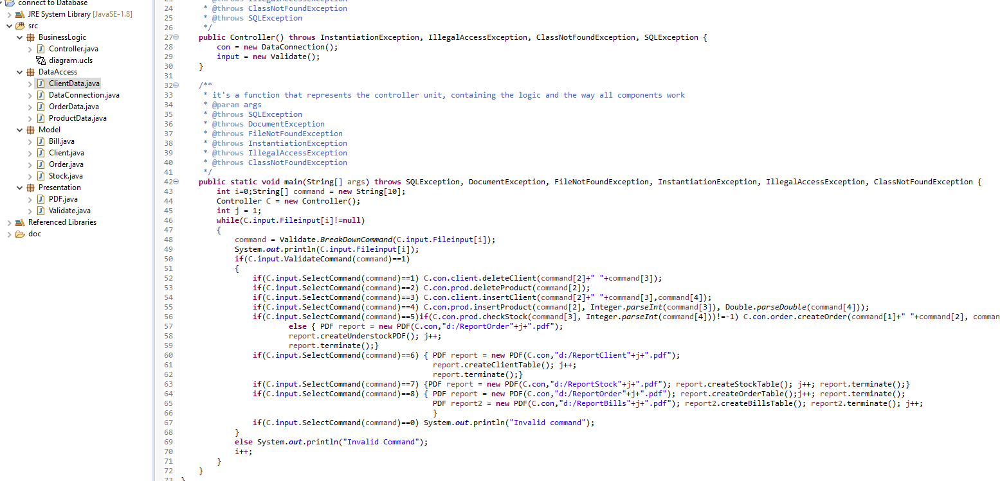 connect to Database
JRE System Library [JavaSE-1.8]
src
BusinessLogic
Controller.java
diagram.ucls
DataAccess
ClientData.java
DataConnection.java
OrderData.java
ProductData.java
Model
Bill.java
Client.java
Order.java
Stock.java
Presentation
PDF.java
Validate.java
Referenced Libraries
doc
23 * @throws IllegalAccessException
24 * @throws ClassNotFoundException
25 * @throws SQLException
26 */
27 public Controller() throws InstantiationException, IllegalAccessException, ClassNotFoundException, SQLException {
28 con = new DataConnection();
29 input = new Validate();
30 }
31
32 /**
33 * it's a function that represents the controller unit, containing the logic and the way all components work
34 * @param args
35 * @throws SQLException
36 * @throws DocumentException
37 * @throws FileNotFoundException
38 * @throws InstantiationException
39 * @throws IllegalAccessException
40 * @throws ClassNotFoundException
41 */
42 public static void main(String[] args) throws SQLException, DocumentException, FileNotFoundException, InstantiationException, IllegalAccessException, ClassNotFoundException {
43 int i=0;String[] command = new String[10];
44 Controller C = new Controller();
45 int j = 1;
46 while(C.input.Fileinput[i]!=null)
47 {
48 command = Validate.BreakDownCommand(C.input.Fileinput[i]);
49 System.out.println(C.input.Fileinput[i]);
50 if(C.input.ValidateCommand(command)==1)
51 {
52 if(C.input.SelectCommand(command)==1) C.con.client.deleteClient(command[2]+" "+command[3]);
53 if(C.input.SelectCommand(command)==2) C.con.prod.deleteProduct(command[2]);
54 if(C.input.SelectCommand(command)==3) C.con.client.insertClient(command[2]+" "+command[3],command[4]);
55 if(C.input.SelectCommand(command)==4) C.con.prod.insertProduct(command[2], Integer.parseInt(command[3]), Double.parseDouble(command[4]));
56 if(C.input.SelectCommand(command)==5)if(C.con.prod.checkStock(command[3], Integer.parseInt(command[4]))!=-1) C.con.order.createOrder(command[1]+" "+command[2], comman
57 else { PDF report = new PDF(C.con,"d:/ReportOrder"+j+".pdf");
58 report.createUnderstockPDF(); j++;
59 report.terminate();}
60 if(C.input.SelectCommand(command)==6) { PDF report = new PDF(C.con,"d:/ReportClient"+j+".pdf");
61 report.createClientTable(); j++;
62 report.terminate();}
63 if(C.input.SelectCommand(command)==7) {PDF report = new PDF(C.con,"d:/ReportStock"+j+".pdf"); report.createStockTable(); j++; report.terminate();}
64 if(C.input.SelectCommand(command)==8) { PDF report = new PDF(C.con,"d:/ReportOrder"+j+".pdf"); report.createOrderTable();j++; report.terminate();
65 PDF report2 = new PDF(C.con,"d:/ReportBills"+j+".pdf"); report2.createBillsTable(); report2.terminate(); j++;
66 }
67 if(C.input.SelectCommand(command)==0) System.out.println("Invalid command");
68 }
69 else System.out.println("Invalid Command");
70 i++;
71 }
72 }
73 }